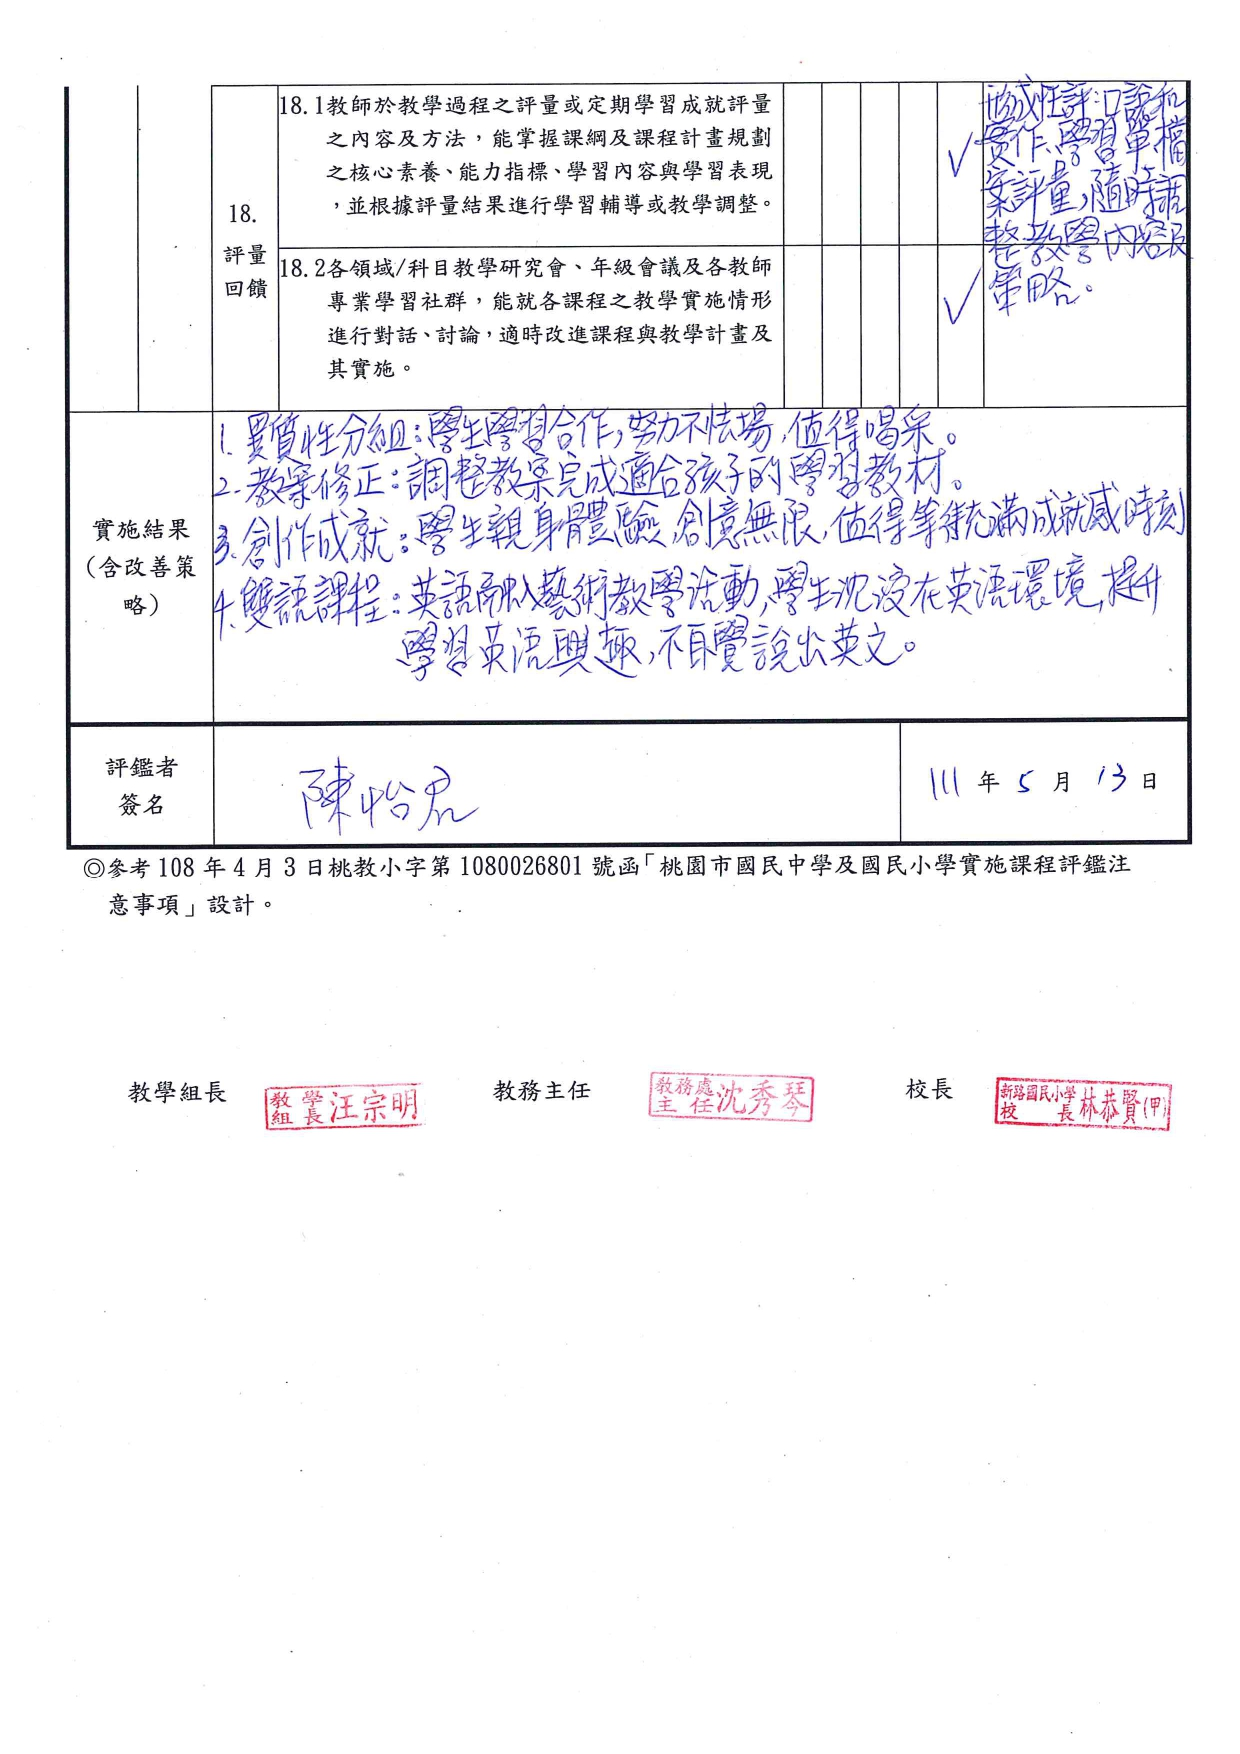 18.
評量
回饋
18.1教師於教學過程之評量或定期學習成就評量
之內容及方法，能掌握課綱及課程計畫規劃
之核心素養、能力指標、學習內容與學習表現
，並根據評量結果進行學習輔導或教學調整。
✓
形成性評:口說和
實作、學習單檔
案評量,隨時調
整教學內容及
策略。
18.2各領域/科目教學研究會、年級會議及各教師
專業學習社群，能就各課程之教學實施情形
進行對話、討論，適時改進課程與教學計畫及
其實施。
✓
實施結果
（含改善策
略）
1. 異質性分組:學生學習合作,努力不怯場,值得喝采。
2. 教案修正:調整教案完成適合孩子的學習教材。
3. 創作成就:學生親身體驗,創意無限,值得等待充滿成就感時刻
4. 雙語課程:英語融入藝術教學活動,學生沈浸在英語環境,提升
學習英語興趣,不自覺說出英文。
評鑑者
簽名
陳怡君
111 年 5 月 13 日
◎參考 108 年 4 月 3 日桃教小字第 1080026801 號函「桃園市國民中學及國民小學實施課程評鑑注
意事項」設計。
教學組長
教學
組長 汪宗明
教務主任
教務處
主任 沈秀琴
校長
新路國民小學
校長 林恭賢(甲)